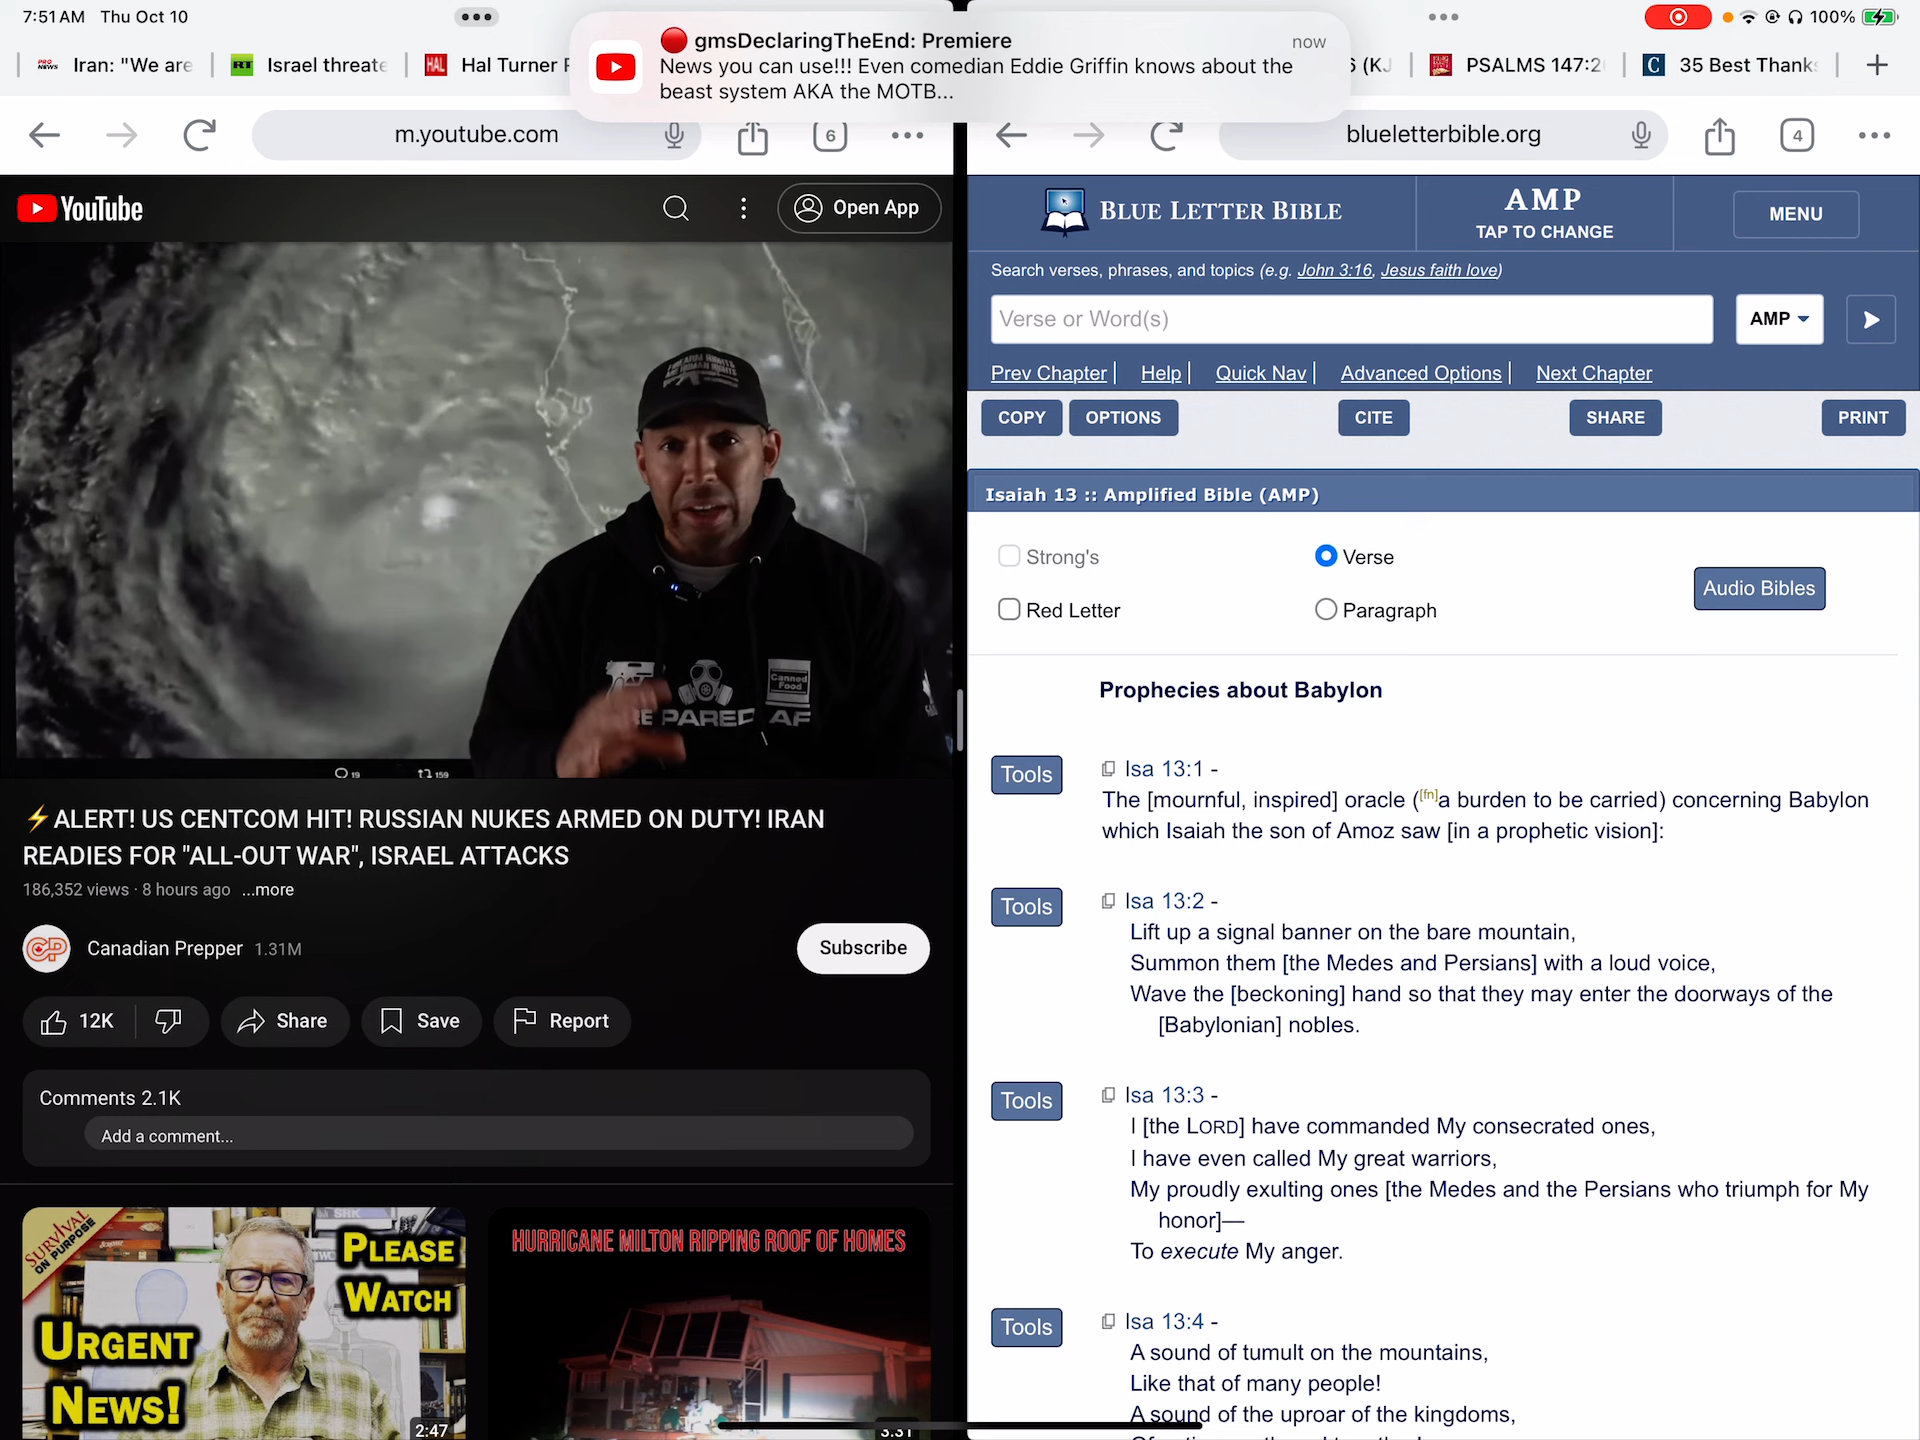 7:51 AM Thu Oct 10
100%
gmsDeclaringTheEnd: Premiere
now
News you can use!!! Even comedian Eddie Griffin knows about the
beast system AKA the MOTB...
PRO NEWS Iran: "We are
RT Israel threate
HAL Hal Turner
6 (KJ
PSALMS 147:2
C 35 Best Thank
m.youtube.com
6
YouTube
Open App
Canned Food
PARED AF
19 159
⚡ALERT! US CENTCOM HIT! RUSSIAN NUKES ARMED ON DUTY! IRAN
READIES FOR "ALL-OUT WAR", ISRAEL ATTACKS
186,352 views · 8 hours ago ...more
CP Canadian Prepper 1.31M
Subscribe
12K Share Save Report
Comments 2.1K
Add a comment...
SURVIVAL
ON PURPOSE
PLEASE
WATCH
URGENT
NEWS!
2:47
HURRICANE MILTON RIPPING ROOF OF HOMES
3:31
blueletterbible.org
4
BLUE LETTER BIBLE
AMP
TAP TO CHANGE
MENU
Search verses, phrases, and topics (e.g. John 3:16, Jesus faith love)
Verse or Word(s)
AMP
Prev Chapter | Help | Quick Nav | Advanced Options | Next Chapter
COPY OPTIONS CITE SHARE PRINT
Isaiah 13 :: Amplified Bible (AMP)
Strong's Verse
Red Letter Paragraph
Audio Bibles
Prophecies about Babylon
Tools Isa 13:1 -
The [mournful, inspired] oracle ([fn]a burden to be carried) concerning Babylon
which Isaiah the son of Amoz saw [in a prophetic vision]:
Tools Isa 13:2 -
Lift up a signal banner on the bare mountain,
Summon them [the Medes and Persians] with a loud voice,
Wave the [beckoning] hand so that they may enter the doorways of the
[Babylonian] nobles.
Tools Isa 13:3 -
I [the LORD] have commanded My consecrated ones,
I have even called My great warriors,
My proudly exulting ones [the Medes and the Persians who triumph for My
honor]—
To execute My anger.
Tools Isa 13:4 -
A sound of tumult on the mountains,
Like that of many people!
A sound of the uproar of the kingdoms,